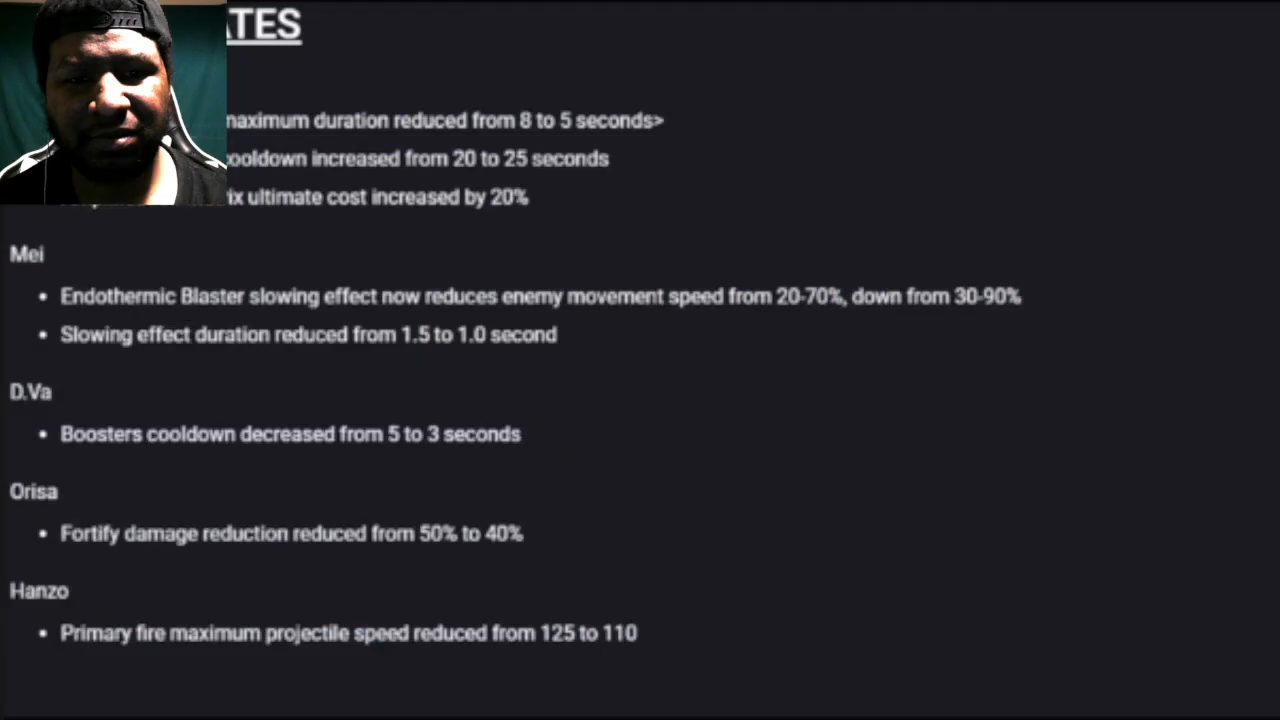 ATES
maximum duration reduced from 8 to 5 seconds>
cooldown increased from 20 to 25 seconds
ultimate cost increased by 20%
Mei
• Endothermic Blaster slowing effect now reduces enemy movement speed from 20-70%, down from 30-90%
• Slowing effect duration reduced from 1.5 to 1.0 second
D.Va
• Boosters cooldown decreased from 5 to 3 seconds
Orisa
• Fortify damage reduction reduced from 50% to 40%
Hanzo
• Primary fire maximum projectile speed reduced from 125 to 110